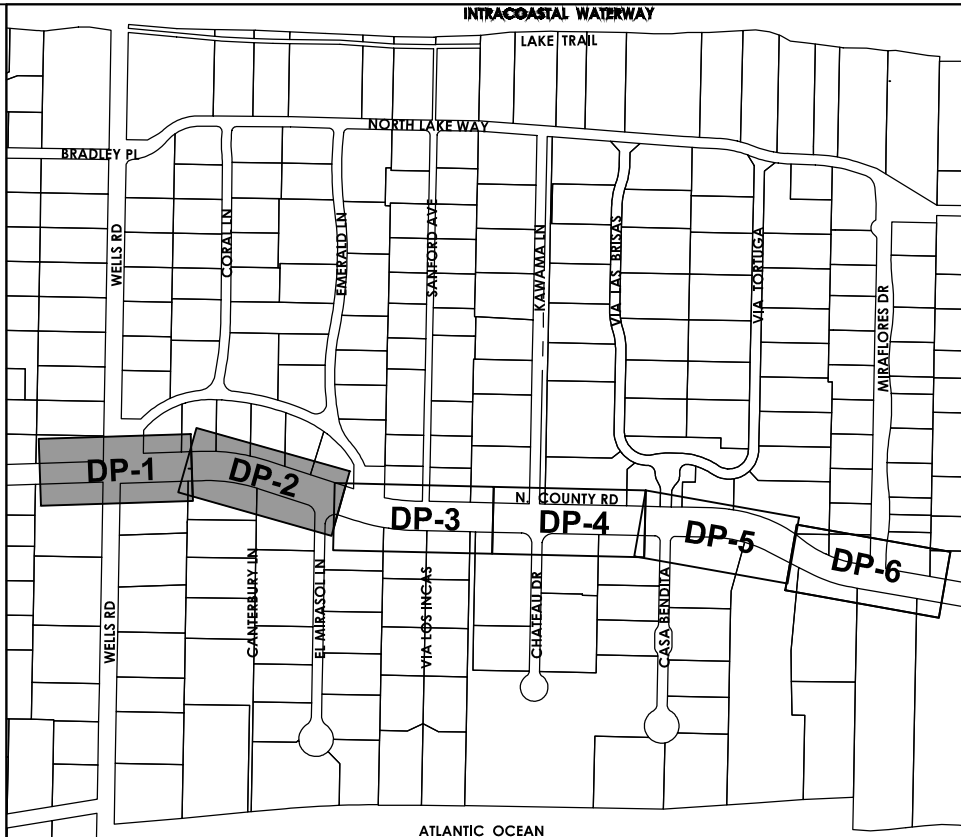 INTRACOASTAL WATERWAY
LAKE TRAIL
NORTH LAKE WAY
BRADLEY PL
WELLS RD
CORAL LN
EMERALD LN
SANFORD AVE
KAWAMA LN
VIA LAS BRISAS
VIA TORTUGA
MIRAFLORES DR
DP-1
DP-2
DP-3
N. COUNTY RD
DP-4
DP-5
DP-6
WELLS RD
CANTERBURY LN
EL MIRASOL LN
VIA LOS INCAS
CHATEAU DR
CASA BENDITA
ATLANTIC OCEAN